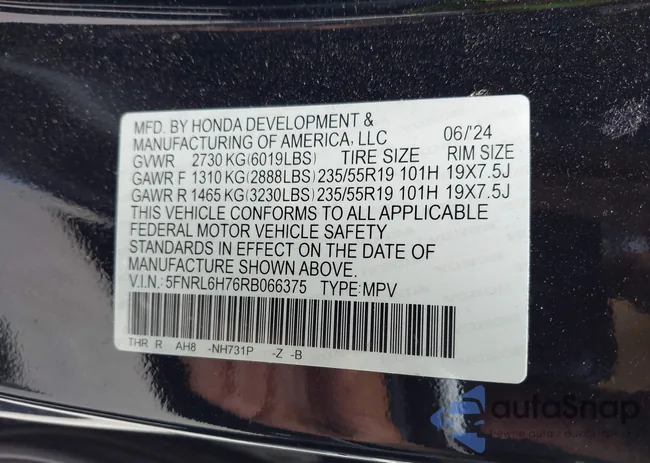 MFD. BY HONDA DEVELOPMENT &
MANUFACTURING OF AMERICA, LLC 06/'24
GVWR 2730 KG(6019LBS) TIRE SIZE RIM SIZE
GAWR F 1310 KG(2888LBS) 235/55R19 101H 19X7.5J
GAWR R 1465 KG(3230LBS) 235/55R19 101H 19X7.5J
THIS VEHICLE CONFORMS TO ALL APPLICABLE
FEDERAL MOTOR VEHICLE SAFETY
STANDARDS IN EFFECT ON THE DATE OF
MANUFACTURE SHOWN ABOVE.
V.I.N.: 5FNRL6H76RB066375 TYPE: MPV
THR R AH8 -NH731P -Z -B
autoSnap